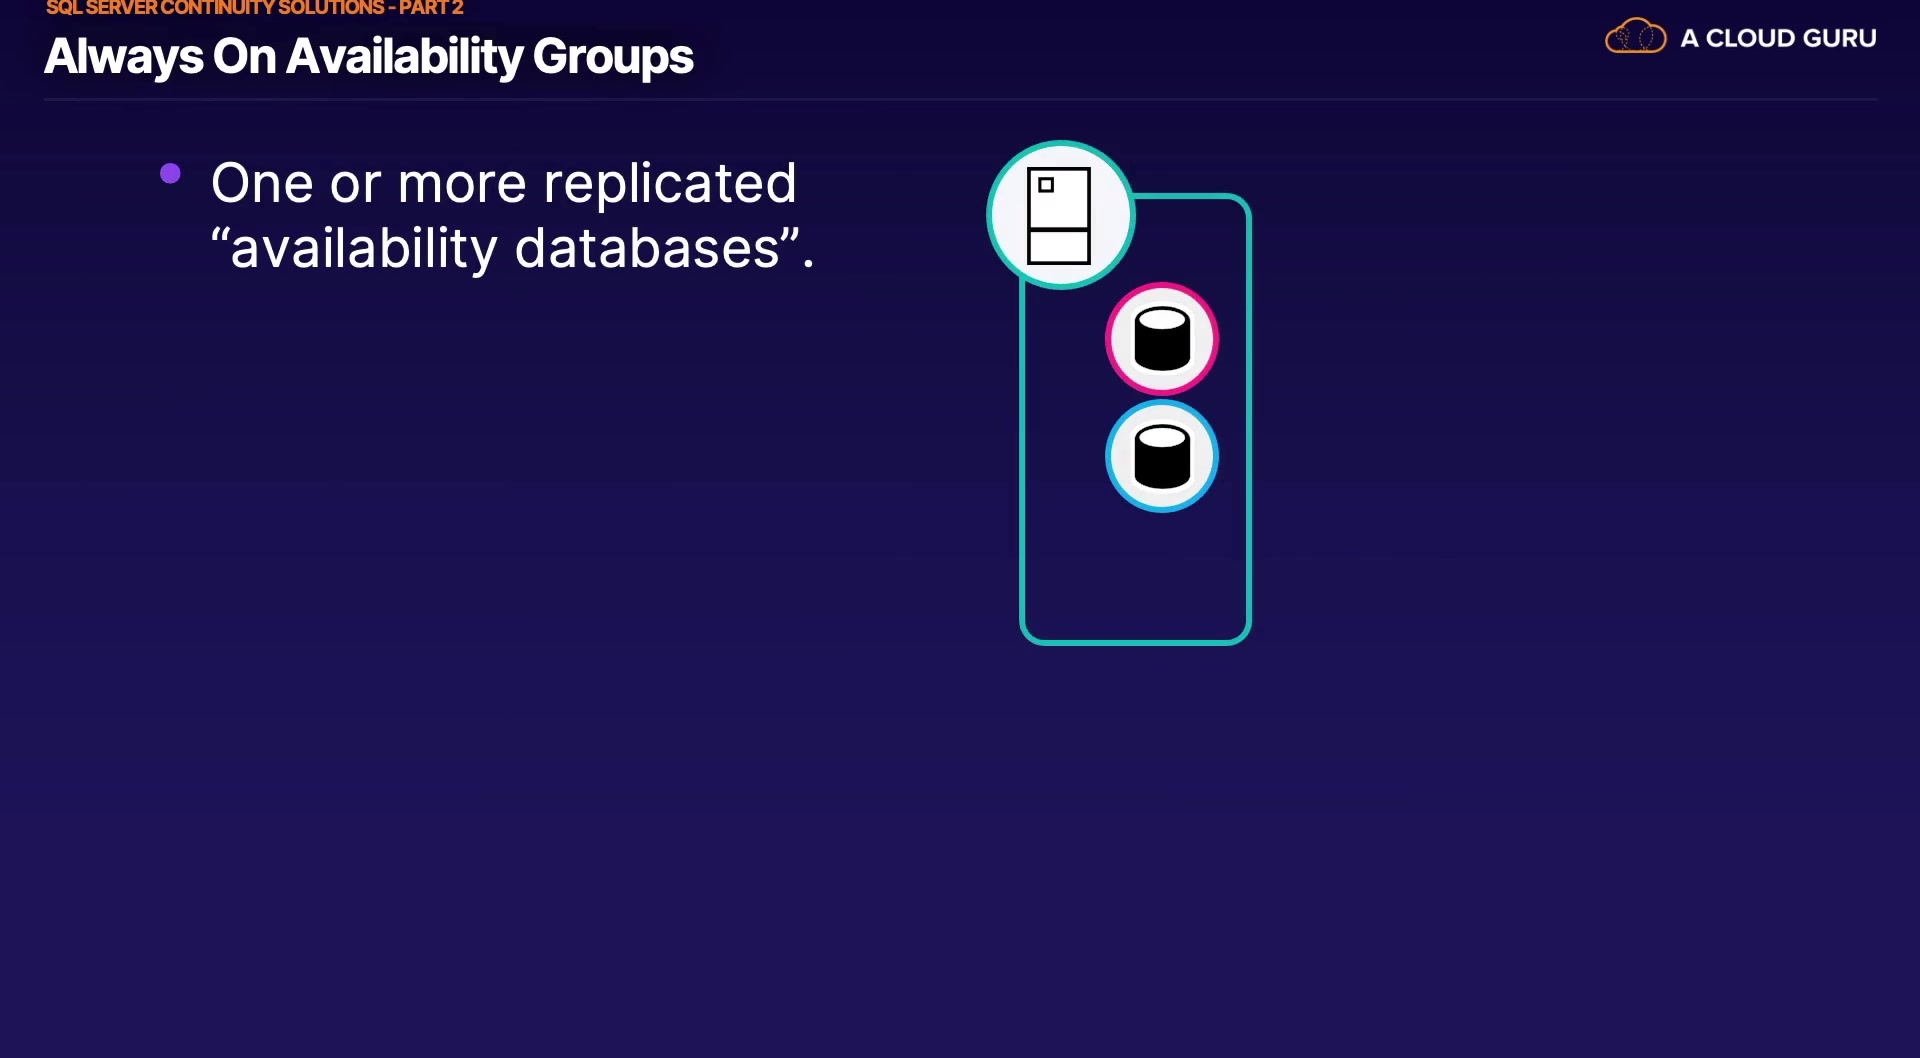 SQL SERVER CONTINUITY SOLUTIONS - PART 2
Always On Availability Groups
A CLOUD GURU
One or more replicated
“availability databases”.